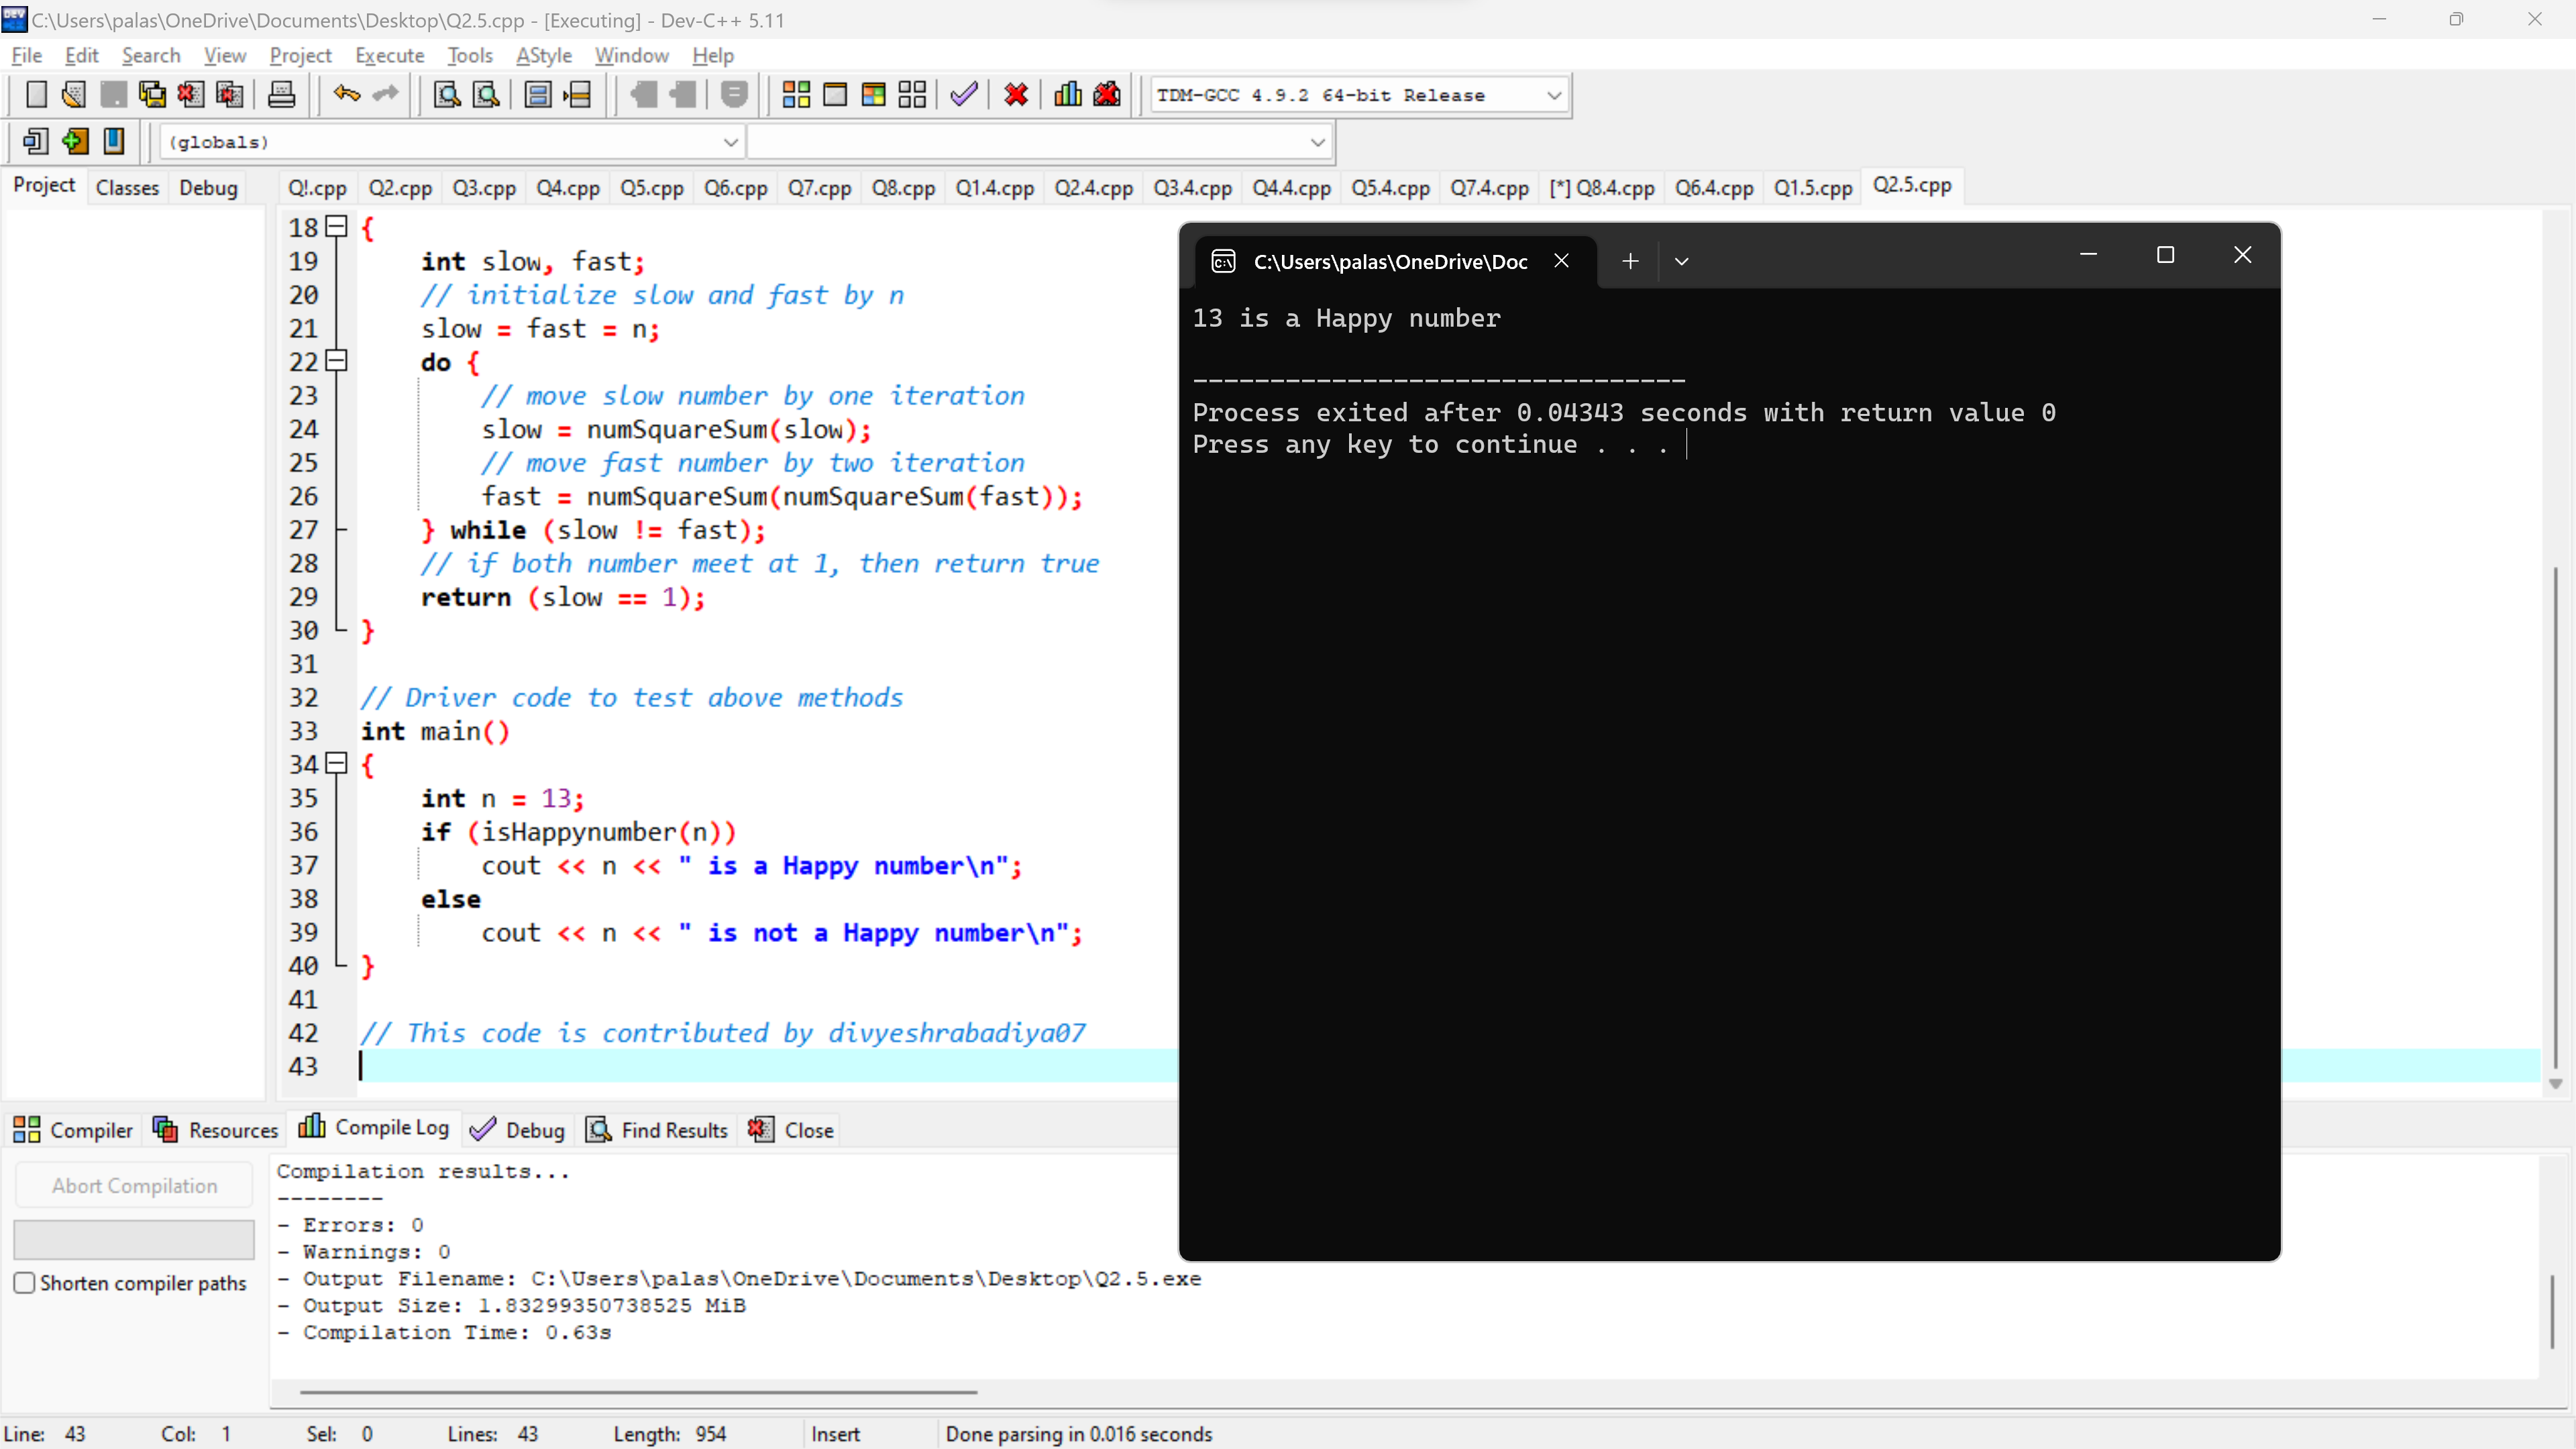 C:\Users\palas\OneDrive\Documents\Desktop\Q2.5.cpp - [Executing] - Dev-C++ 5.11
File Edit Search View Project Execute Tools AStyle Window Help
TDM-GCC 4.9.2 64-bit Release
(globals)
Project Classes Debug
Q!.cpp Q2.cpp Q3.cpp Q4.cpp Q5.cpp Q6.cpp Q7.cpp Q8.cpp Q1.4.cpp Q2.4.cpp Q3.4.cpp Q4.4.cpp Q5.4.cpp Q7.4.cpp [*] Q8.4.cpp Q6.4.cpp Q1.5.cpp Q2.5.cpp
18 {
19 int slow, fast;
20 // initialize slow and fast by n
21 slow = fast = n;
22 do {
23 // move slow number by one iteration
24 slow = numSquareSum(slow);
25 // move fast number by two iteration
26 fast = numSquareSum(numSquareSum(fast));
27 } while (slow != fast);
28 // if both number meet at 1, then return true
29 return (slow == 1);
30 }
31
32 // Driver code to test above methods
33 int main()
34 {
35 int n = 13;
36 if (isHappynumber(n))
37 cout << n << " is a Happy number\n";
38 else
39 cout << n << " is not a Happy number\n";
40 }
41
42 // This code is contributed by divyeshrabadiya07
43
C:\Users\palas\OneDrive\Doc
13 is a Happy number
--------------------------------
Process exited after 0.04343 seconds with return value 0
Press any key to continue . . .
Compiler Resources Compile Log Debug Find Results Close
Abort Compilation
Shorten compiler paths
Compilation results...
--------
- Errors: 0
- Warnings: 0
- Output Filename: C:\Users\palas\OneDrive\Documents\Desktop\Q2.5.exe
- Output Size: 1.83299350738525 MiB
- Compilation Time: 0.63s
Line: 43 Col: 1 Sel: 0 Lines: 43 Length: 954 Insert Done parsing in 0.016 seconds